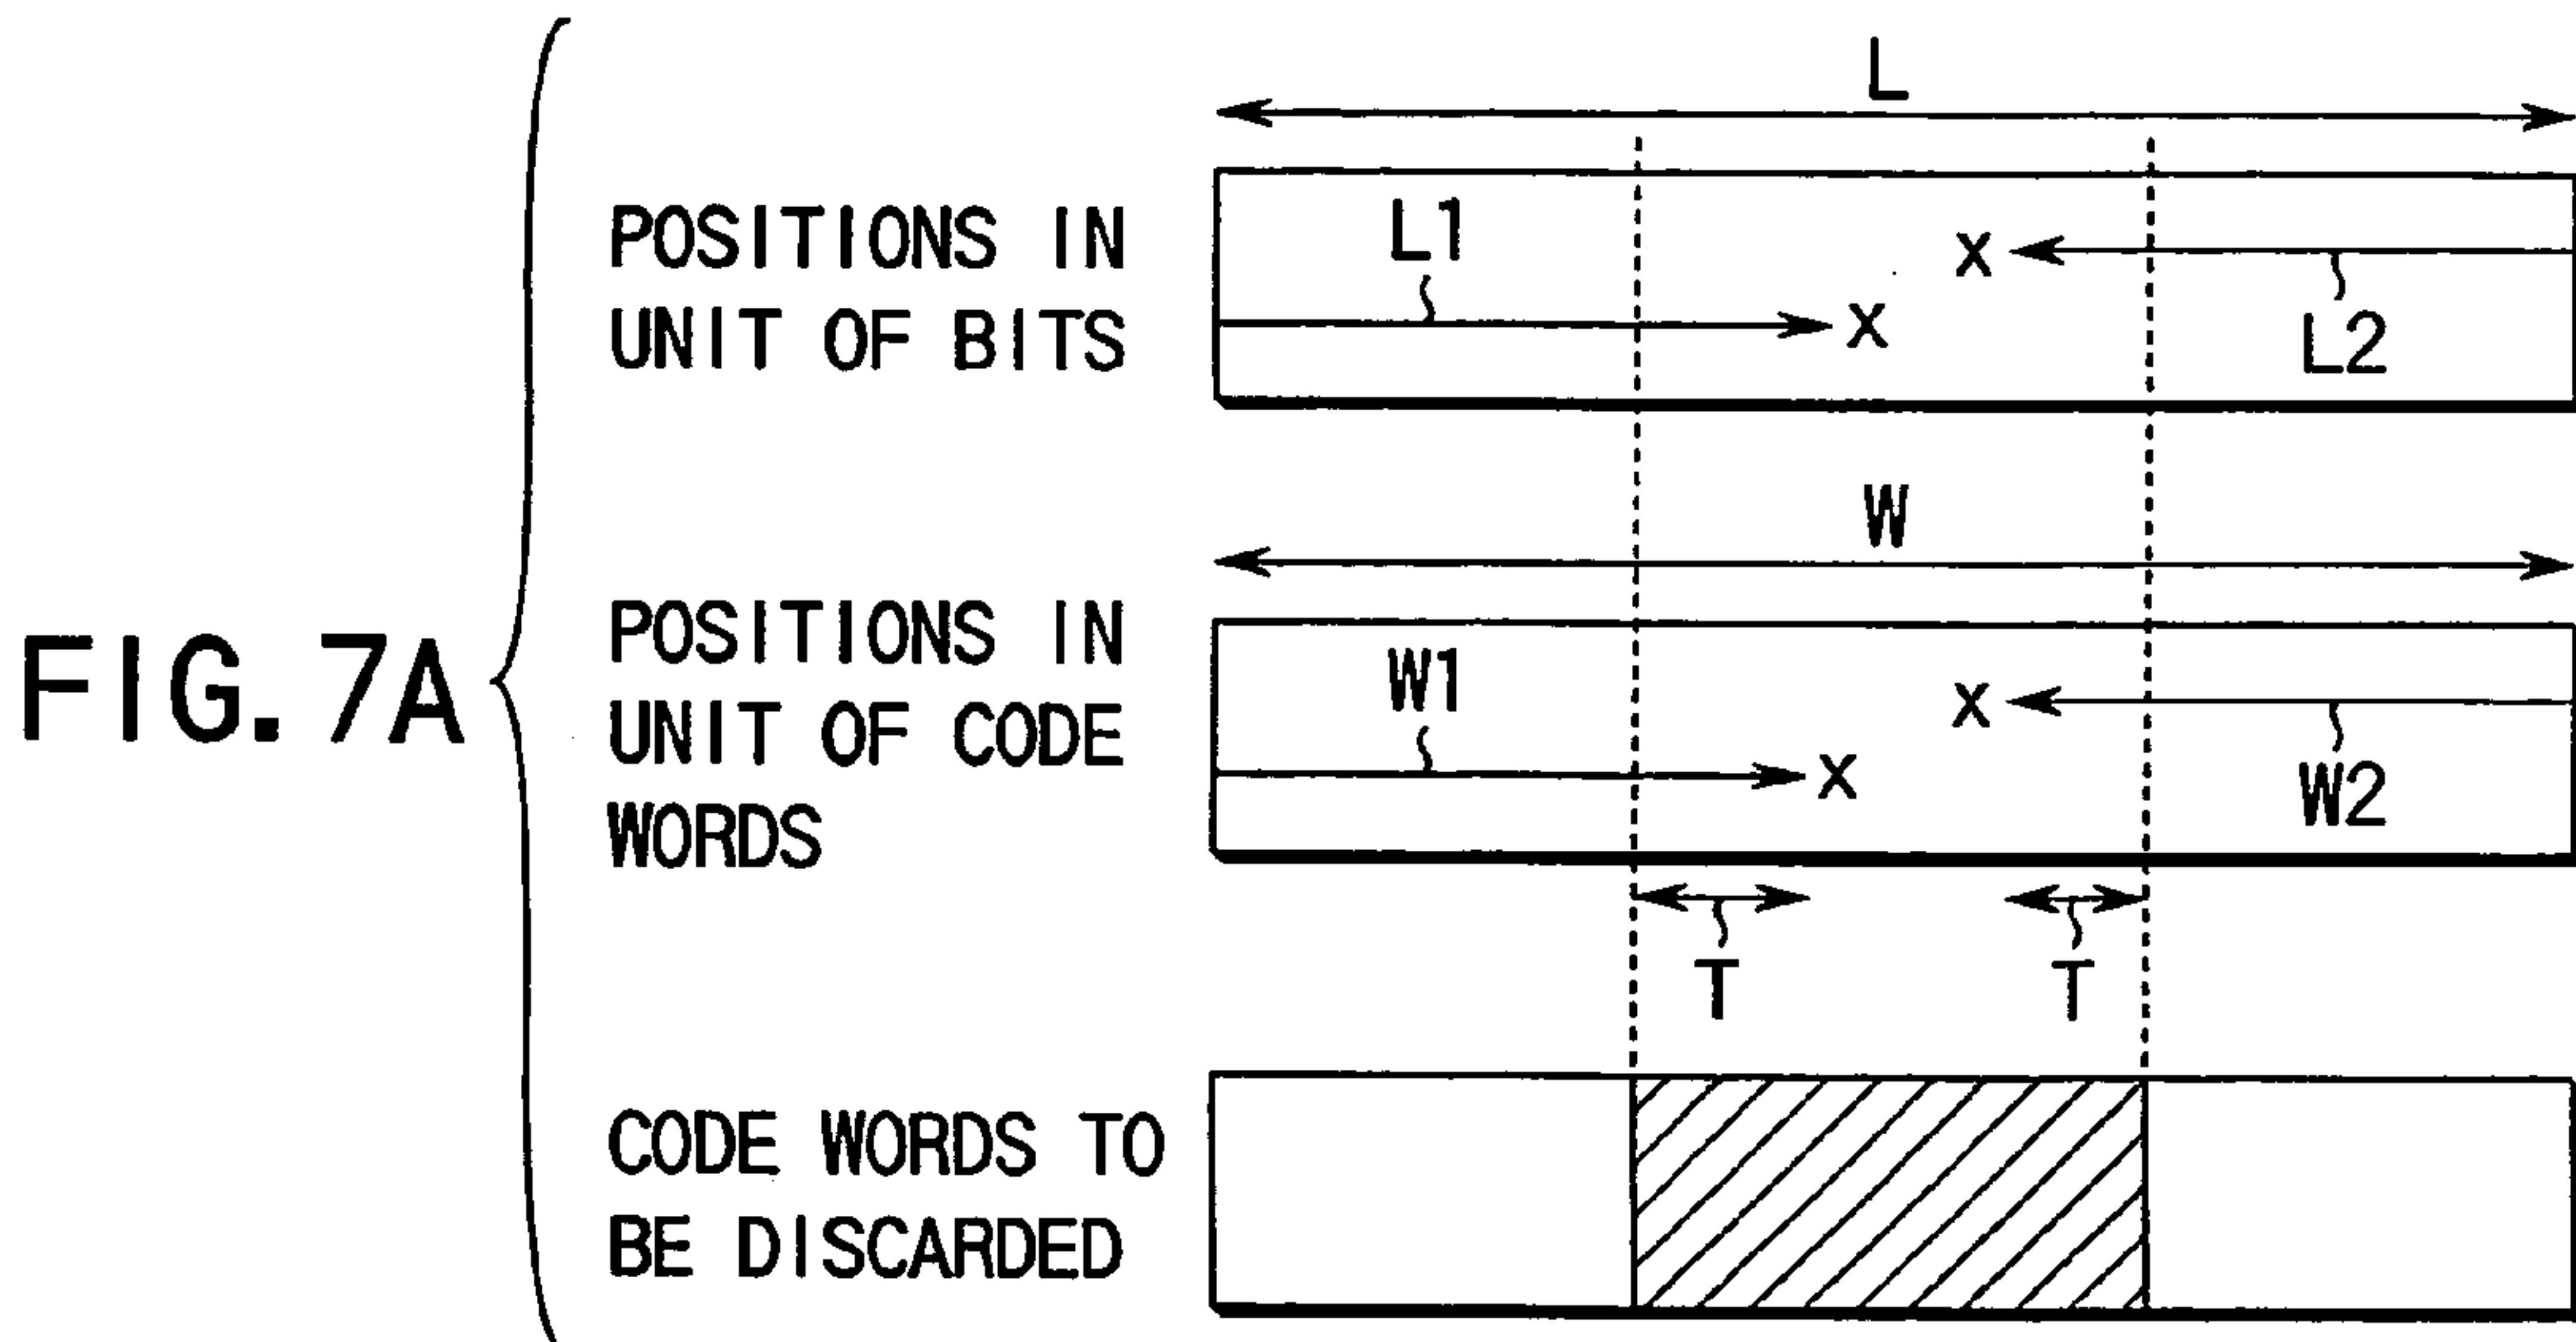 FIG. 7A
L
POSITIONS IN
UNIT OF BITS
L1
X
X
L2
W
POSITIONS IN
UNIT OF CODE
WORDS
W1
X
X
W2
T
T
CODE WORDS TO
BE DISCARDED